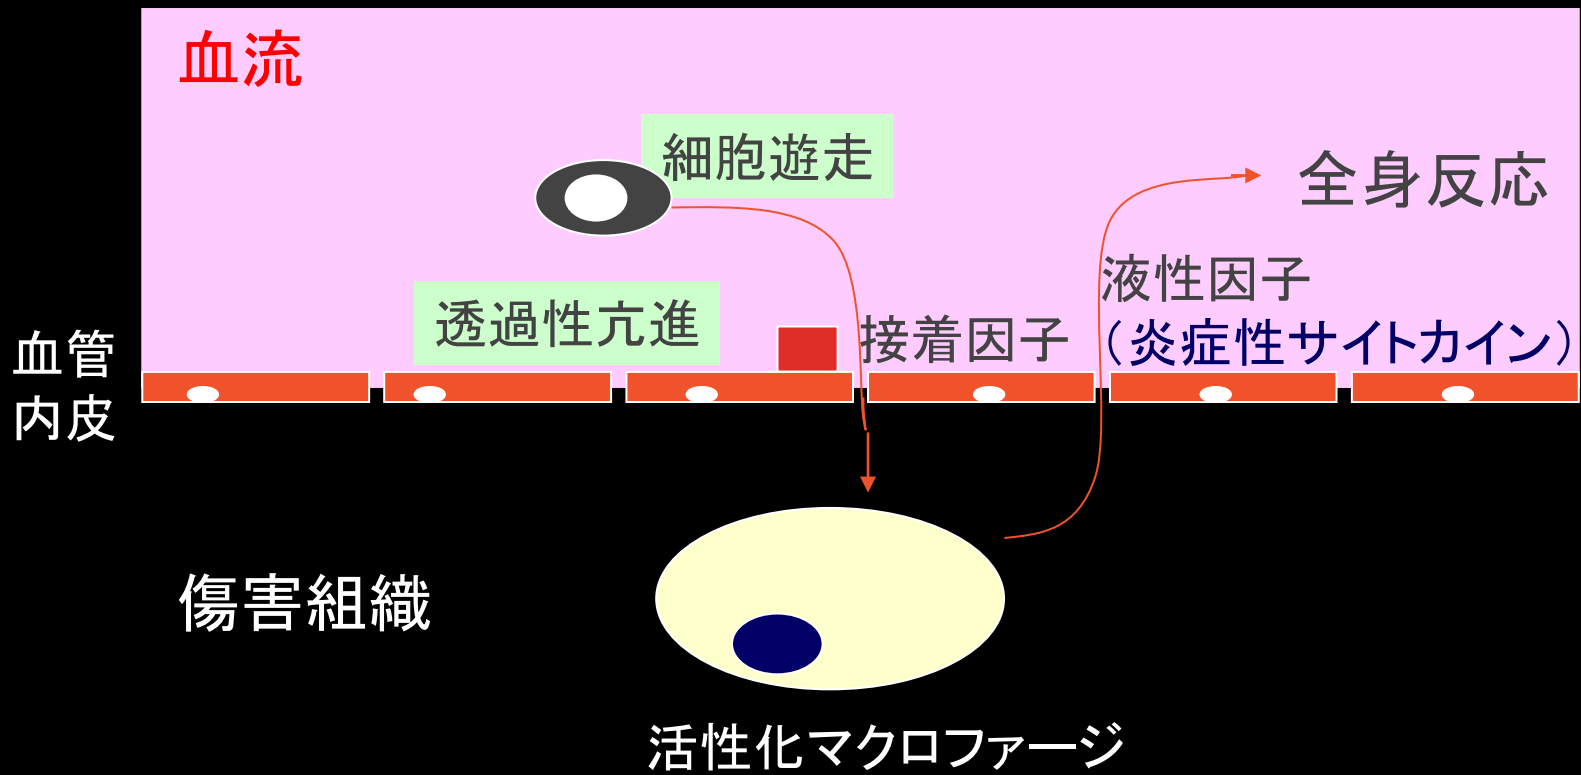 血流
細胞遊走
全身反応
液性因子
（炎症性サイトカイン）
透過性亢進
接着因子
血管
内皮
傷害組織
活性化マクロファージ